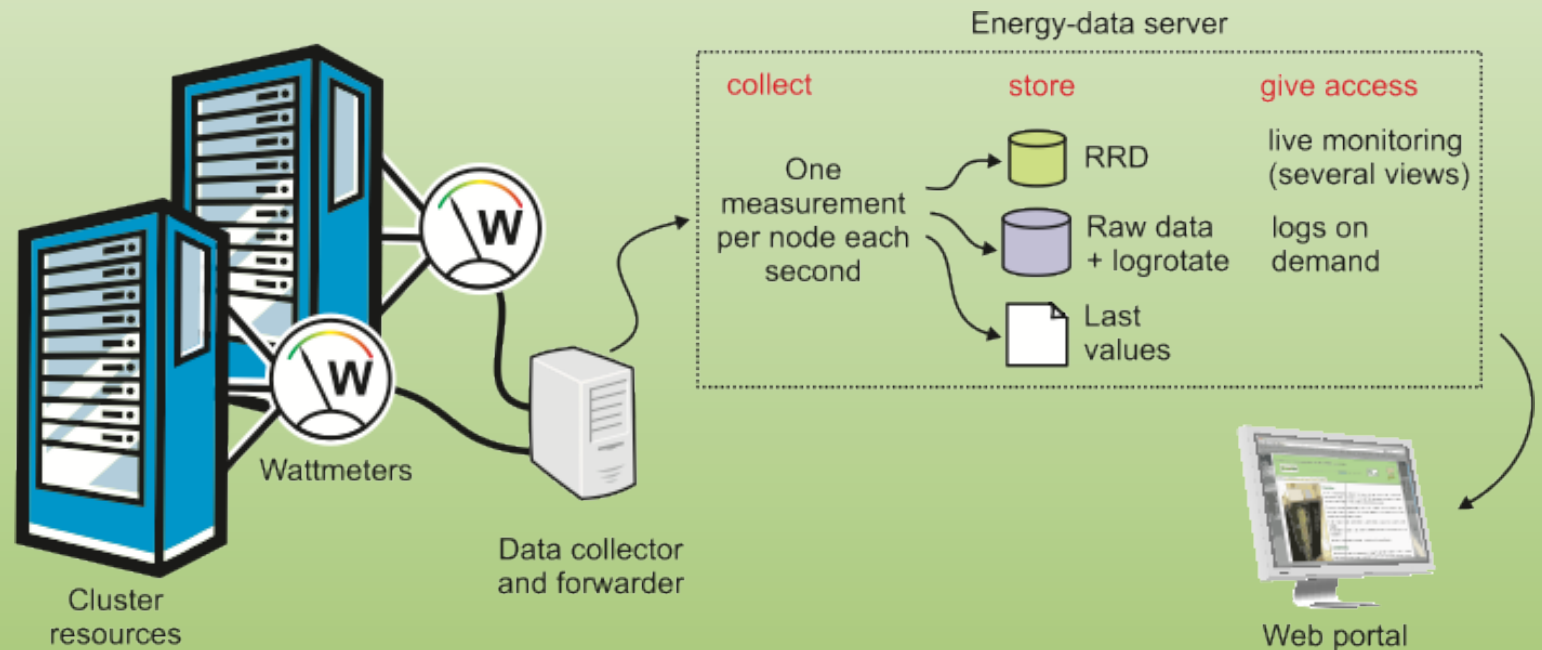 Energy-data server
collect
store
give access
One
measurement
per node each
second
RRD
Raw data
+ logrotate
Last
values
live monitoring
(several views)
logs on
demand
W
W
Wattmeters
Data collector
and forwarder
Cluster
resources
Web portal